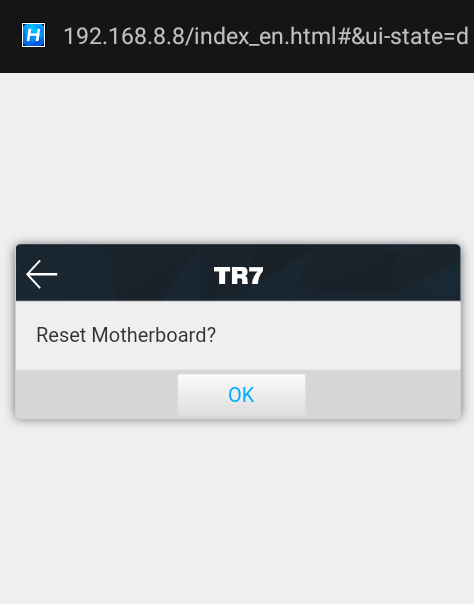 H 192.168.8.8/index_en.html#&ui-state=d
TR7
Reset Motherboard?
OK